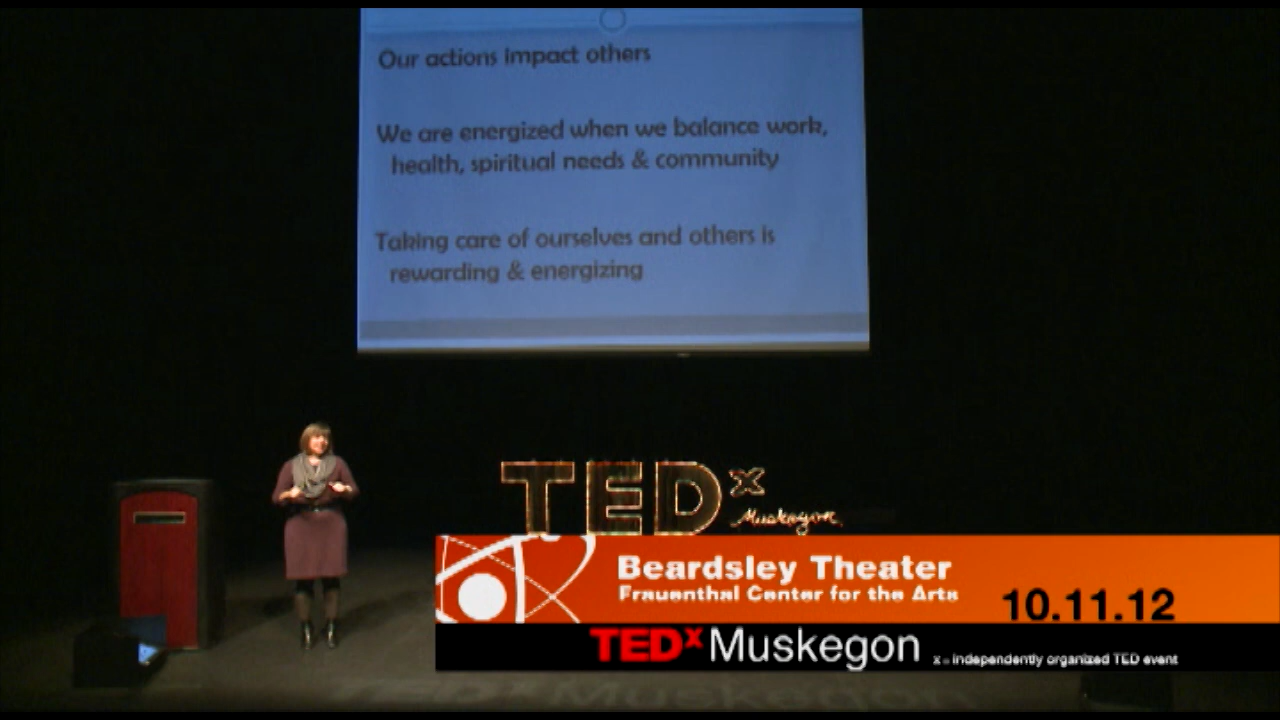 Our actions impact others
We are energized when we balance work,
health, spiritual needs & community
Taking care of ourselves and others is
rewarding & energizing
TEDx
Muskegon
Beardsley Theater
Frauenthal Center for the Arts
10.11.12
TEDxMuskegon
x = independently organized TED event
TEDxMuskegon